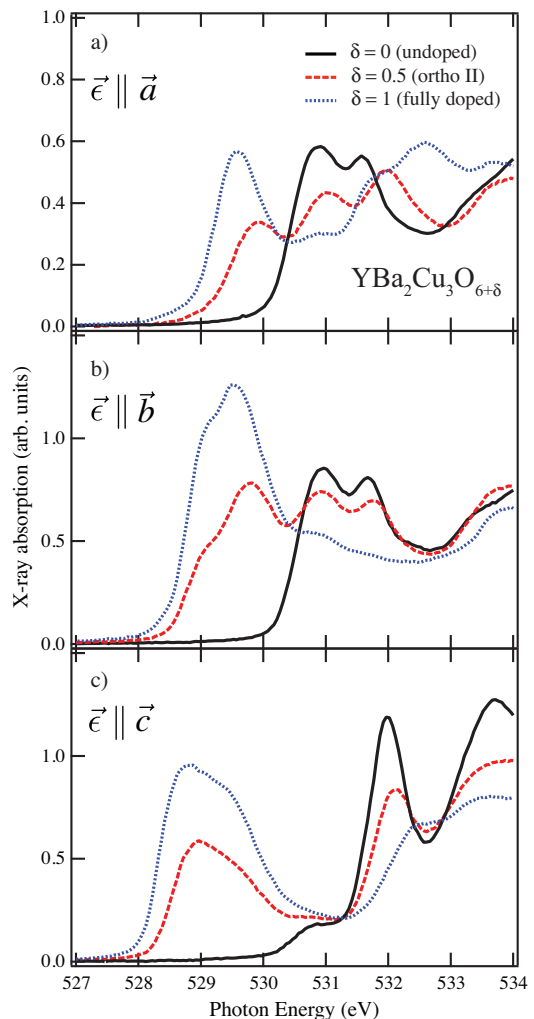 a)
ϵ⃗ ∥ a⃗
δ = 0 (undoped)
δ = 0.5 (ortho II)
δ = 1 (fully doped)
1.0
0.8
0.6
0.4
0.2
0.0
YBa₂Cu₃O₆₊δ
b)
ϵ⃗ ∥ b⃗
1.0
0.5
0.0
X-ray absorption (arb. units)
c)
ϵ⃗ ∥ c⃗
1.0
0.5
0.0
527 528 529 530 531 532 533 534
Photon Energy (eV)